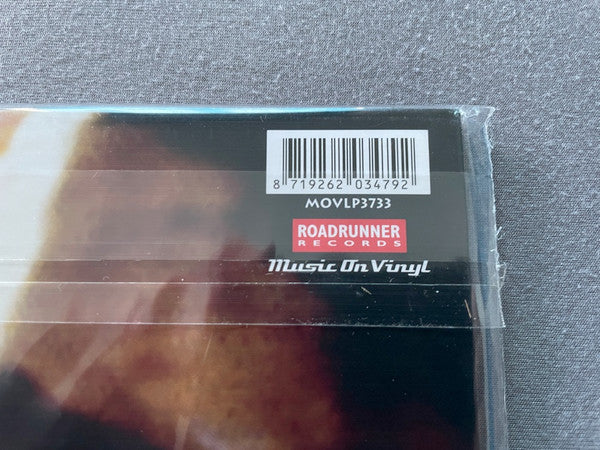 8 719262 034792
MOVLP3733
ROADRUNNER
RECORDS
Music On Vinyl